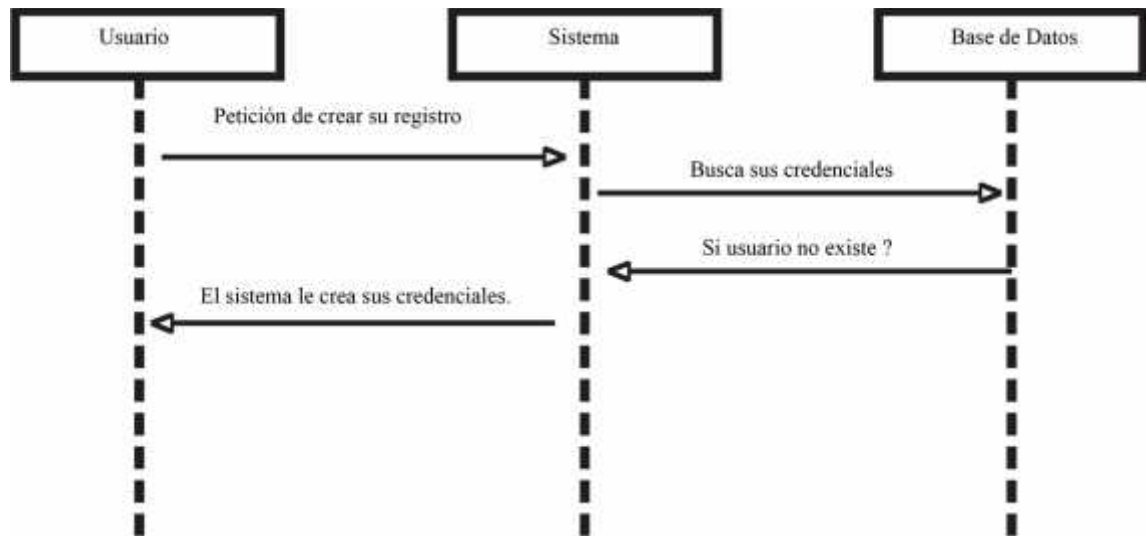 Usuario
Sistema
Base de Datos
Petición de crear su registro
Busca sus credenciales
Si usuario no existe ?
El sistema le crea sus credenciales.